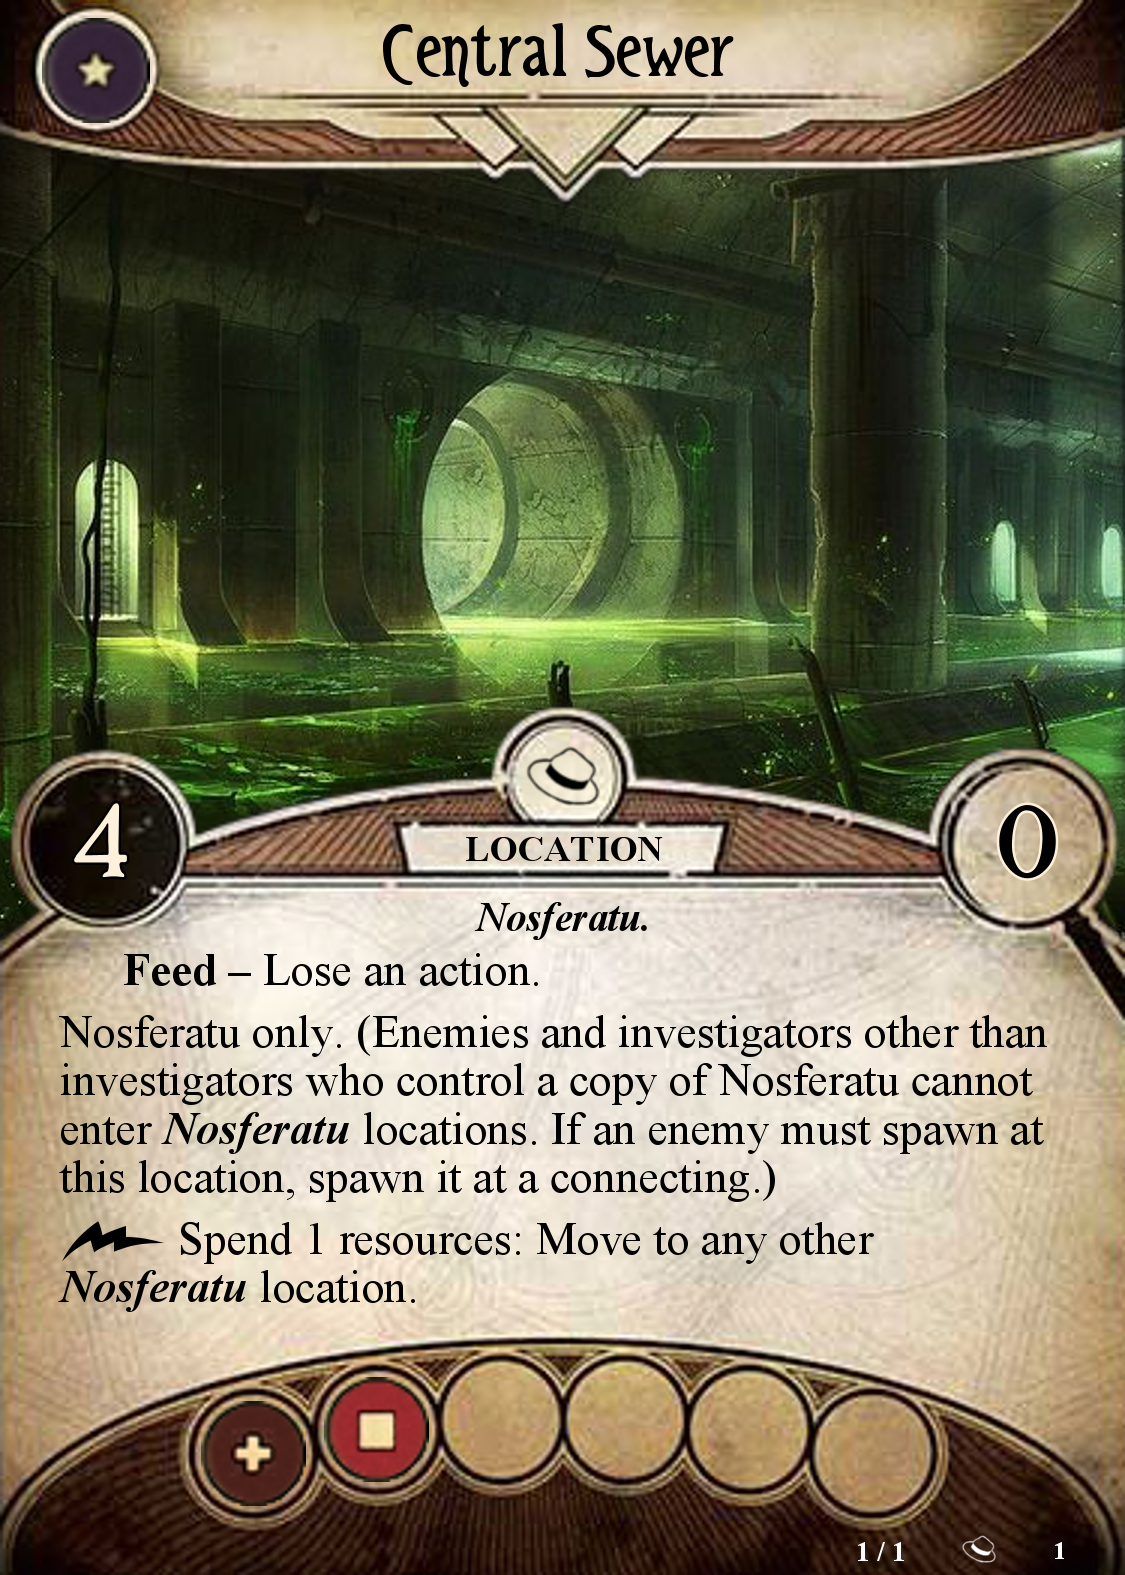 Central Sewer
4
LOCATION
0
Nosferatu.
Feed – Lose an action.
Nosferatu only. (Enemies and investigators other than
investigators who control a copy of Nosferatu cannot
enter Nosferatu locations. If an enemy must spawn at
this location, spawn it at a connecting.)
Spend 1 resources: Move to any other
Nosferatu location.
1 / 1
1